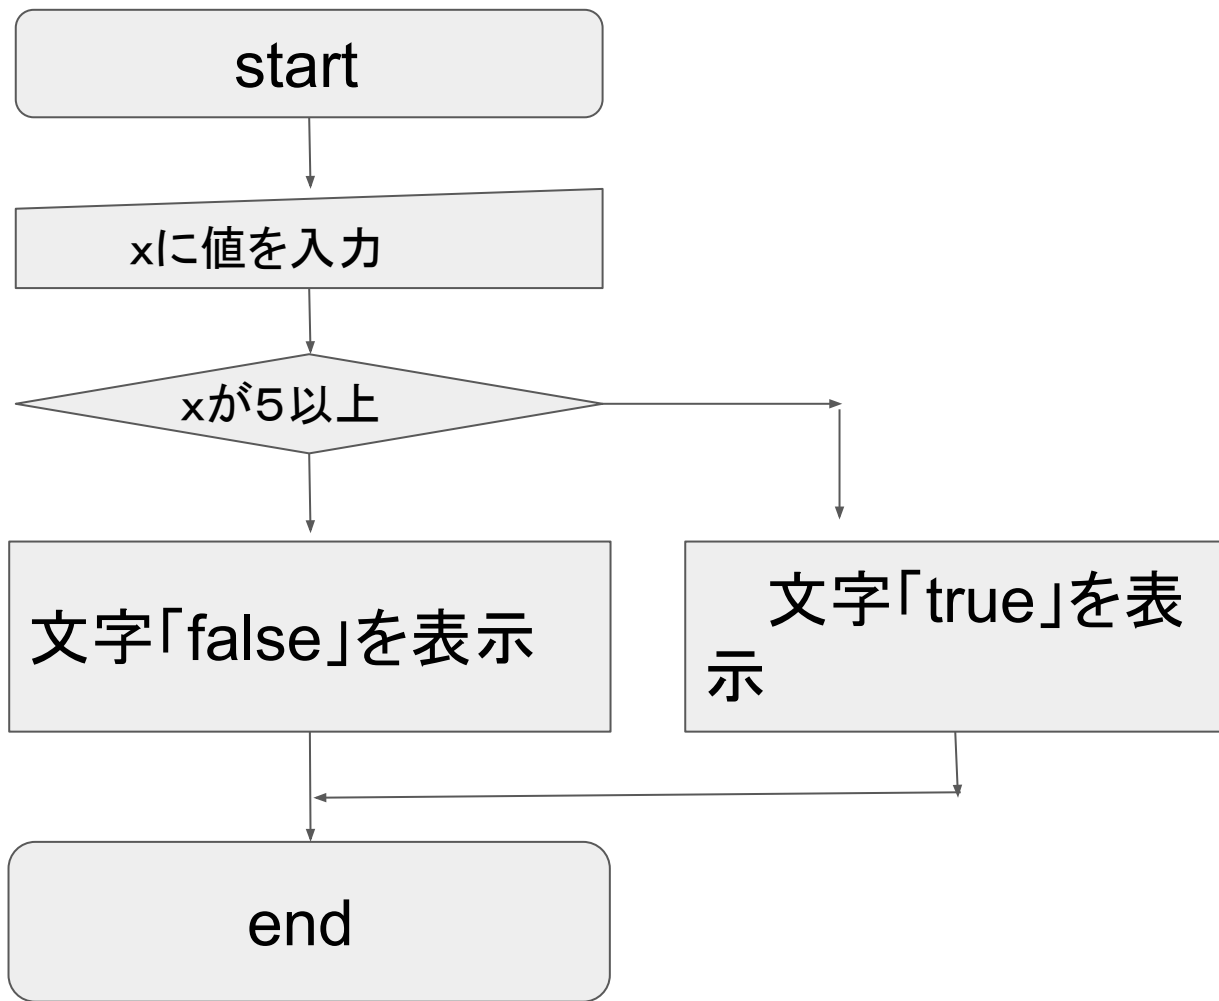 start
xに値を入力
xが５以上
文字「false」を表示
文字「true」を表
示
end